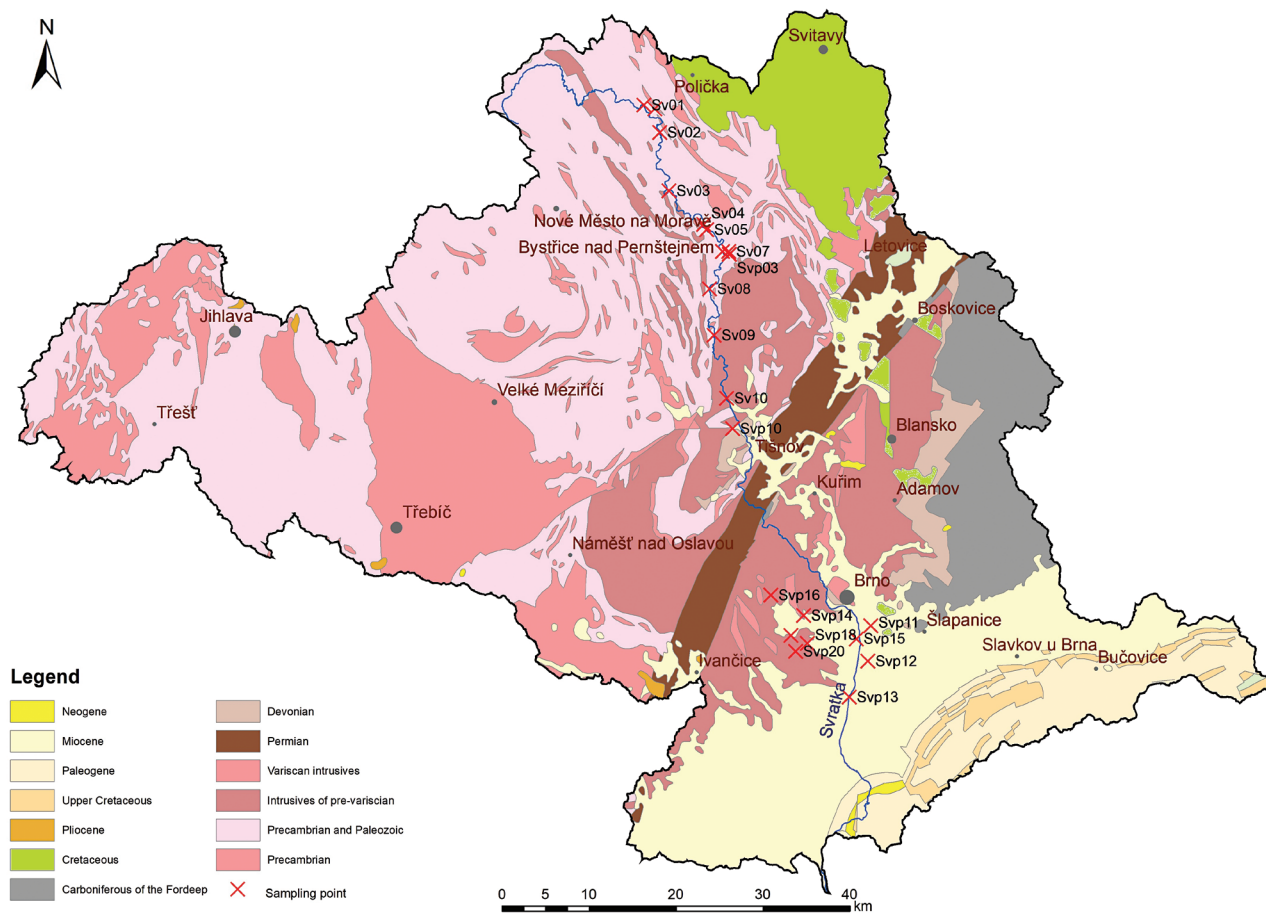 N
Svitavy
Polička
Sv01
Sv02
Sv03
Sv04
Nové Město na Moravě
Sv05
Bystřice nad Pernštejnem
Sv07
Letovice
Svp03
Sv08
Boskovice
Jihlava
Sv09
Velké Meziříčí
Sv10
Třešť
Svp10
Blansko
Tišnov
Kuřim
Adamov
Třebíč
Náměšť nad Oslavou
Brno
Svp16
Svp14
Svp11
Šlapanice
Svp18
Svp15
Svp20
Slavkov u Brna
Ivančice
Svp12
Bučovice
Svratka
Svp13
Legend
Neogene
Miocene
Paleogene
Upper Cretaceous
Pliocene
Cretaceous
Carboniferous of the Fordeep
Devonian
Permian
Variscan intrusives
Intrusives of pre-variscian
Precambrian and Paleozoic
Precambrian
Sampling point
0 5 10 20 30 40
km